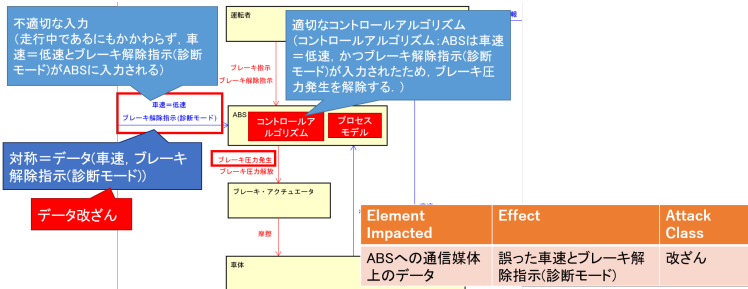 不適切な入力
(走行中であるにもかかわらず，車
速＝低速とブレーキ解除指示(診断
モード)がABSに入力される)
運転者
適切なコントロールアルゴリズム
(コントロールアルゴリズム：ABSは車速
＝低速，かつブレーキ解除指示(診断
モード)が入力されたため，ブレーキ圧
力発生を解除する．)
報
ブレーキ指示
ブレーキ解除指示
車速＝低速
ブレーキ解除指示(診断モード)
ABS
コントロールア
ルゴリズム
プロセス
モデル
対称＝データ(車速，ブレーキ
解除指示(診断モード))
データ改ざん
ブレーキ圧力発生
ブレーキ圧力解放
ブレーキ・アクチュエータ
摩擦
車体
Element
Impacted
Effect
Attack
Class
ABSへの通信媒体
上のデータ
誤った車速とブレーキ解
除指示(診断モード)
改ざん